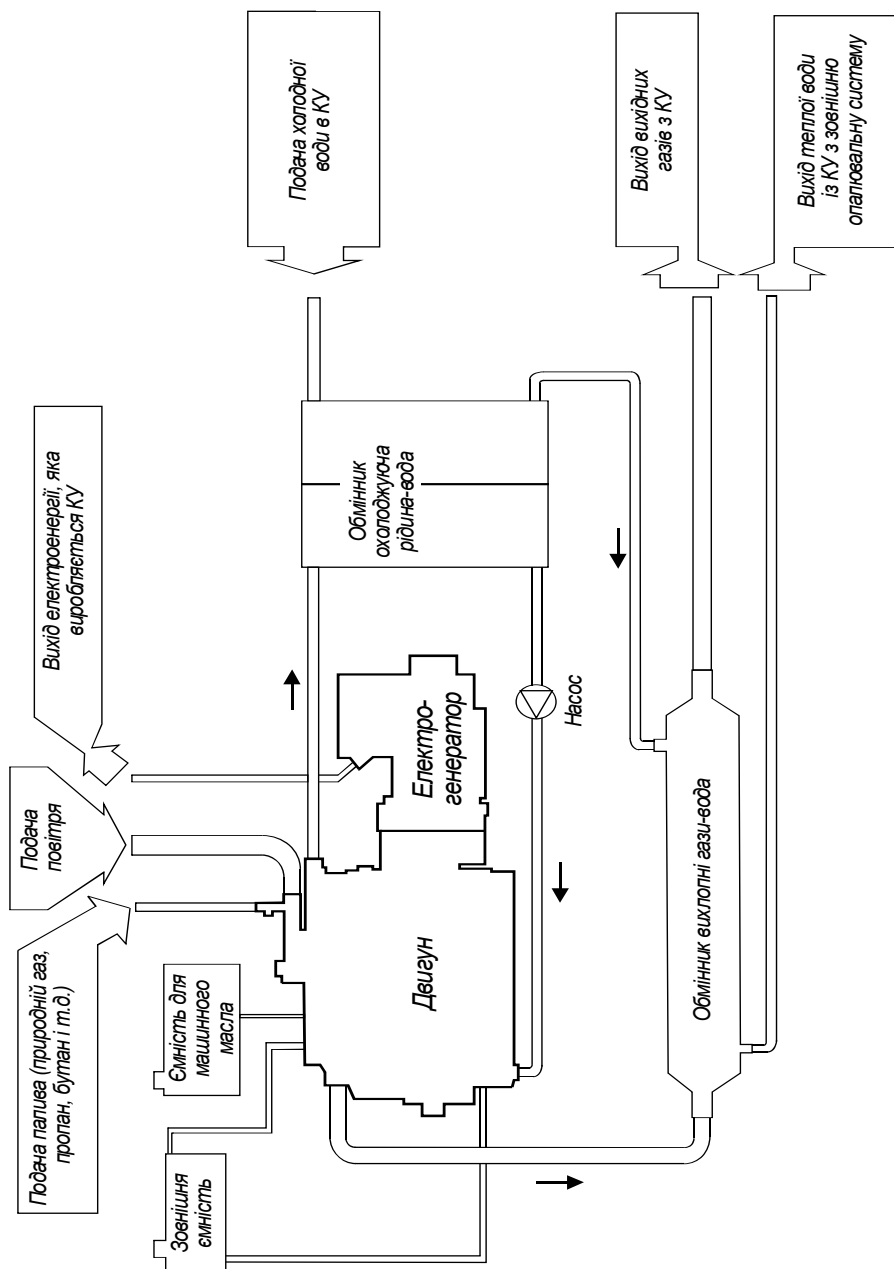 Подача палива (природній газ,
пропан, бутан і т.д.)
Подача
повітря
Вихід електроенергії, яка
виробляється КУ
Подача холодної
води в КУ
Зовнішня
ємність
Ємність для
машинного
масла
Двигун
Електро-
генератор
Обмінник
охолоджуюча
рідина-вода
Насос
Обмінник вихлопні гази-вода
Вихід вихідних
газів з КУ
Вихід теплої води
із КУ з зовнішню
опалювальну систему